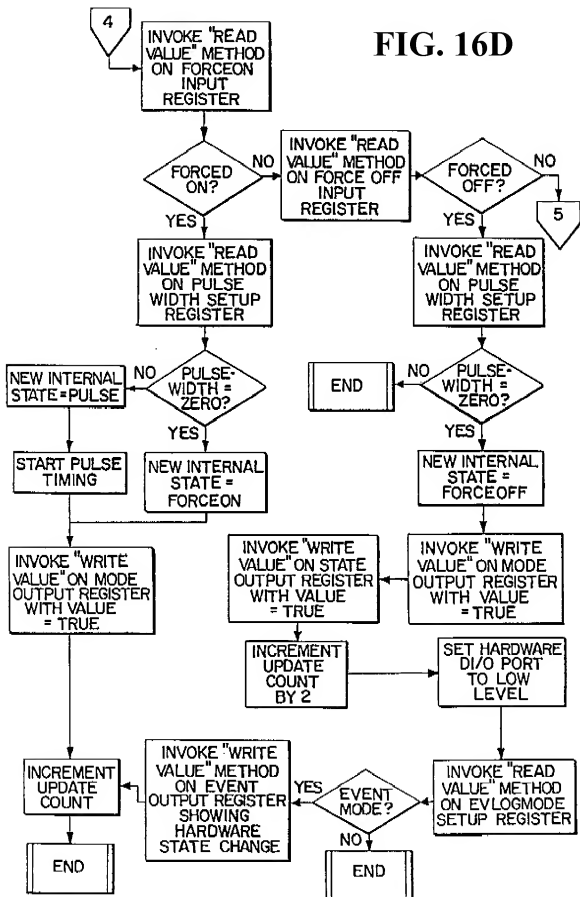 4
FIG. 16D
INVOKE "READ
VALUE" METHOD
ON FORCEON
INPUT
REGISTER
FORCED
ON?
NO
YES
INVOKE "READ
VALUE" METHOD
ON FORCE OFF
INPUT
REGISTER
FORCED
OFF?
NO
5
YES
INVOKE "READ
VALUE" METHOD
ON PULSE
WIDTH SETUP
REGISTER
INVOKE "READ
VALUE" METHOD
ON PULSE
WIDTH SETUP
REGISTER
PULSE-
WIDTH =
ZERO?
NO
YES
NEW INTERNAL
STATE=PULSE
START PULSE
TIMING
NEW INTERNAL
STATE =
FORCEON
PULSE-
WIDTH =
ZERO?
NO
YES
END
NEW INTERNAL
STATE =
FORCEOFF
INVOKE "WRITE
VALUE" ON MODE
OUTPUT REGISTER
WITH VALUE
= TRUE
INVOKE "WRITE
VALUE" ON STATE
OUTPUT REGISTER
WITH VALUE
= TRUE
INVOKE "WRITE
VALUE" ON MODE
OUTPUT REGISTER
WITH VALUE
= TRUE
INCREMENT
UPDATE
COUNT
BY 2
SET HARDWARE
DI/O PORT
TO LOW
LEVEL
INCREMENT
UPDATE
COUNT
INVOKE "WRITE
VALUE" METHOD
ON EVENT
OUTPUT REGISTER
SHOWING
HARDWARE
STATE CHANGE
YES
EVENT
MODE?
NO
INVOKE "READ
VALUE" METHOD
ON EVLOGMODE
SETUP REGISTER
END
END